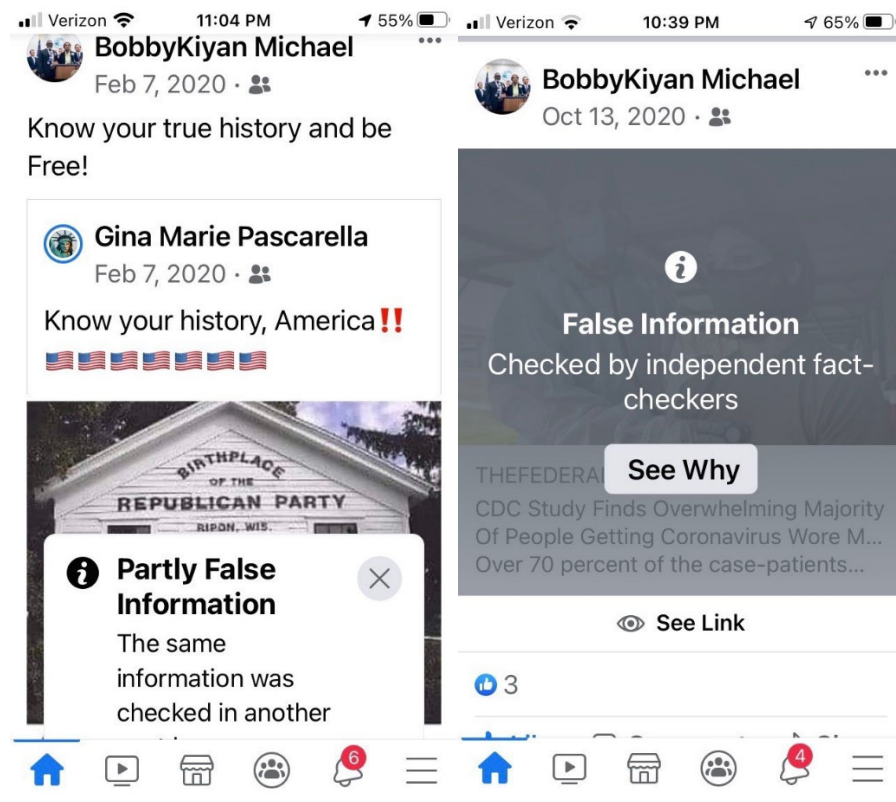 Verizon 11:04 PM 55%
BobbyKiyan Michael
Feb 7, 2020 ·
Know your true history and be
Free!
Gina Marie Pascarella
Feb 7, 2020 ·
Know your history, America‼️
🇺🇸🇺🇸🇺🇸🇺🇸🇺🇸🇺🇸🇺🇸
BIRTHPLACE
OF THE
REPUBLICAN PARTY
RIPON, WIS.
Partly False
Information
The same
information was
checked in another
6
Verizon 10:39 PM 65%
BobbyKiyan Michael
Oct 13, 2020 ·
False Information
Checked by independent fact-
checkers
See Why
THEFEDERAL
CDC Study Finds Overwhelming Majority
Of People Getting Coronavirus Wore M...
Over 70 percent of the case-patients...
See Link
3
4